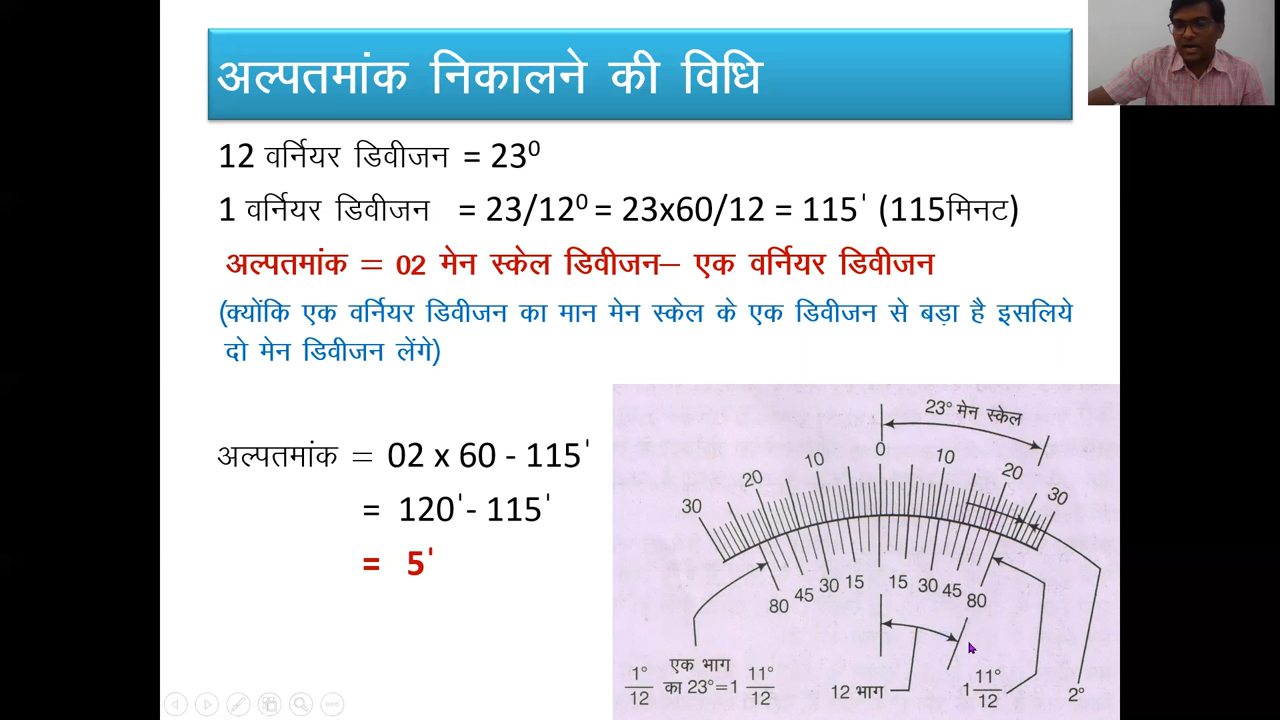 अल्पतमांक निकालने की विधि
12 वर्नियर डिवीजन = 23⁰
1 वर्नियर डिवीजन = 23/12⁰ = 23x60/12 = 115' (115मिनट)
अल्पतमांक = 02 मेन स्केल डिवीजन– एक वर्नियर डिवीजन
(क्योंकि एक वर्नियर डिवीजन का मान मेन स्केल के एक डिवीजन से बड़ा है इसलिये
दो मेन डिवीजन लेंगे)
अल्पतमांक = 02 x 60 - 115'
= 120'- 115'
= 5'
23° मेन स्केल
30 20 10 0 10 20 30
80 45 30 15 15 30 45 80
1°/12 एक भाग का 23°=1 11°/12
12 भाग
1 11°/12
2°